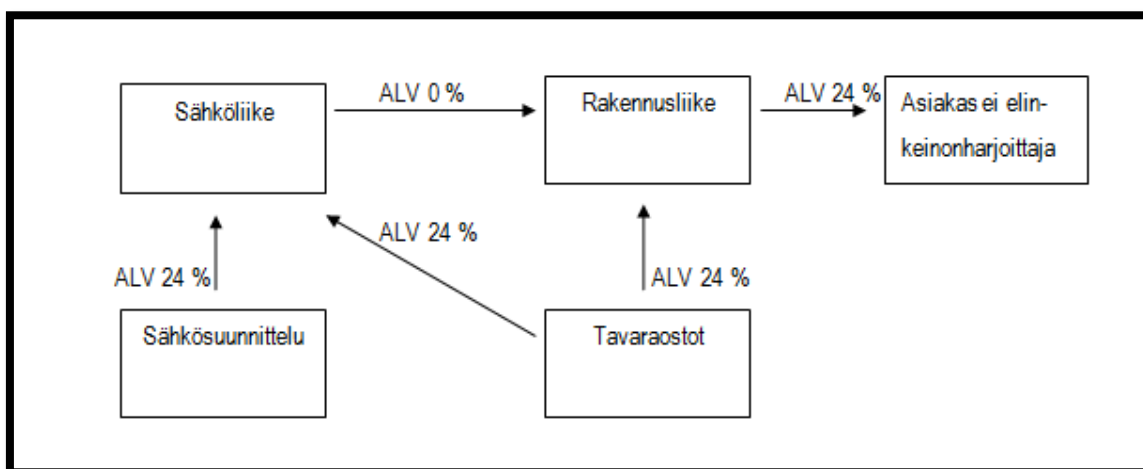 Sähköliike
ALV 0 %
Rakennusliike
ALV 24 %
Asiakas ei elin-
keinonharjoittaja
ALV 24 %
ALV 24 %
ALV 24 %
Sähkösuunnittelu
Tavaraostot